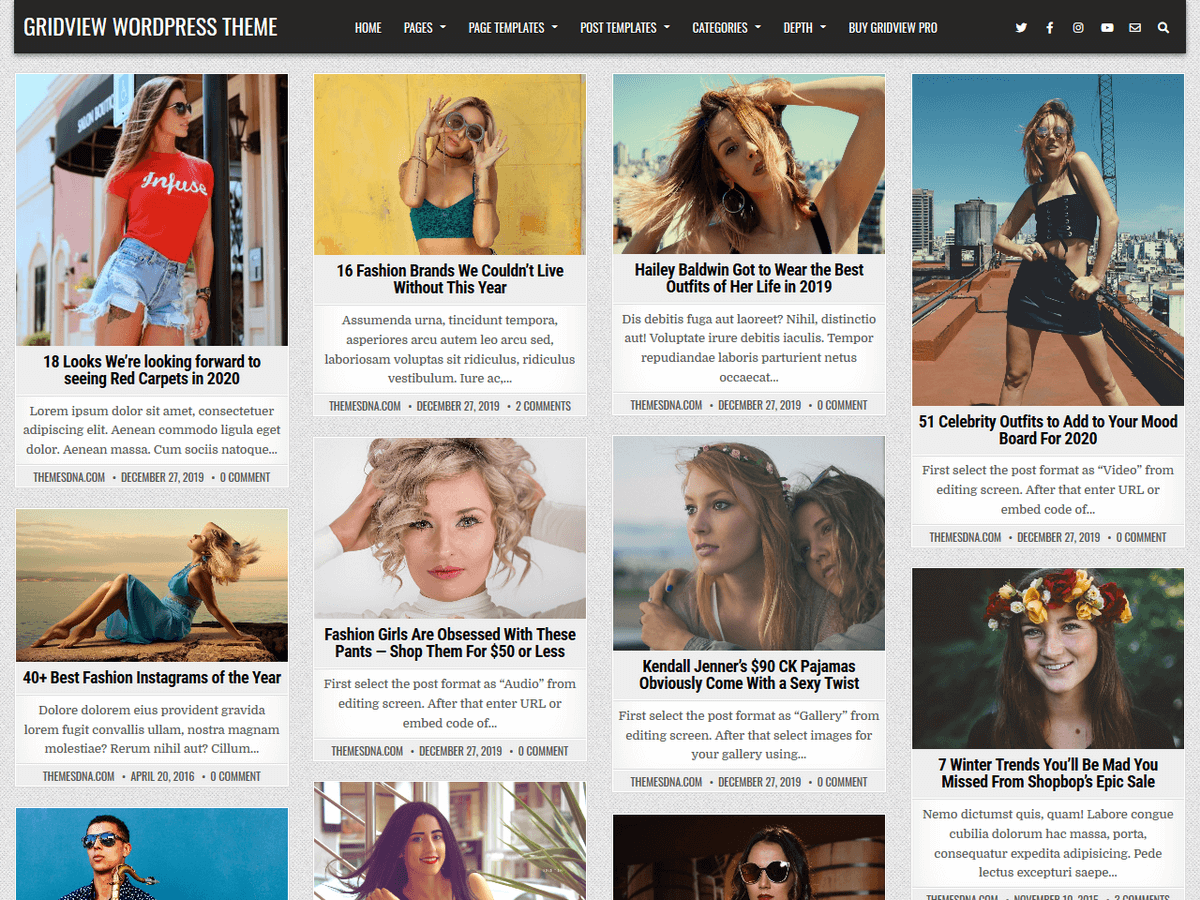 GRIDVIEW WORDPRESS THEME
HOME PAGES PAGE TEMPLATES POST TEMPLATES CATEGORIES DEPTH BUY GRIDVIEW PRO
Infuse
18 Looks We're looking forward to
seeing Red Carpets in 2020
Lorem ipsum dolor sit amet, consectetuer
adipiscing elit. Aenean commodo ligula eget
dolor. Aenean massa. Cum sociis natoque...
THEMESDNA.COM • DECEMBER 27, 2019 • 0 COMMENT
40+ Best Fashion Instagrams of the Year
Dolore dolorem eius provident gravida
lorem fugit convallis ullam, nostra magnam
molestiae? Rerum nihil aut? Cillum...
THEMESDNA.COM • APRIL 20, 2016 • 0 COMMENT
16 Fashion Brands We Couldn't Live
Without This Year
Assumenda urna, tincidunt tempora,
asperiores arcu autem leo arcu sed,
laboriosam voluptas sit ridiculus, ridiculus
vestibulum. Iure ac,...
THEMESDNA.COM • DECEMBER 27, 2019 • 2 COMMENTS
Fashion Girls Are Obsessed With These
Pants — Shop Them For $50 or Less
First select the post format as “Audio” from
editing screen. After that enter URL or
embed code of...
THEMESDNA.COM • DECEMBER 27, 2019 • 0 COMMENT
Hailey Baldwin Got to Wear the Best
Outfits of Her Life in 2019
Dis debitis fuga aut laoreet? Nihil, distinctio
aut! Voluptate irure debitis iaculis. Tempor
repudiandae laboris parturient netus
occaecat...
THEMESDNA.COM • DECEMBER 27, 2019 • 0 COMMENT
Kendall Jenner's $90 CK Pajamas
Obviously Come With a Sexy Twist
First select the post format as “Gallery” from
editing screen. After that select images for
your gallery using...
THEMESDNA.COM • DECEMBER 27, 2019 • 0 COMMENT
51 Celebrity Outfits to Add to Your Mood
Board For 2020
First select the post format as “Video” from
editing screen. After that enter URL or
embed code of...
THEMESDNA.COM • DECEMBER 27, 2019 • 0 COMMENT
7 Winter Trends You'll Be Mad You
Missed From Shopbop's Epic Sale
Nemo dictumst quis, quam! Labore congue
cubilia dolorum hac massa, porta,
consequatur expedita adipisicing. Pede
lectus excepturi saepe...
THEMESDNA.COM • NOVEMBER 10, 2015 • 3 COMMENTS